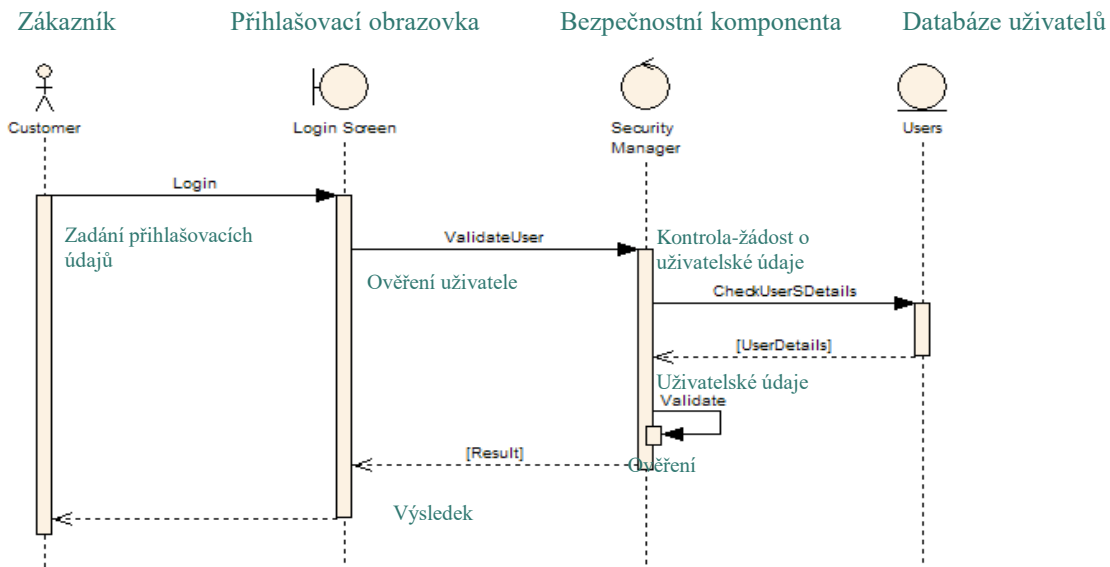 Zákazník
Přihlašovací obrazovka
Bezpečnostní komponenta
Databáze uživatelů
Customer
Login Screen
Security
Manager
Users
Login
Zadání přihlašovacích
údajů
ValidateUser
Ověření uživatele
Kontrola-žádost o
uživatelské údaje
CheckUserSDetails
[UserDetails]
Uživatelské údaje
Validate
[Result]
Ověření
Výsledek